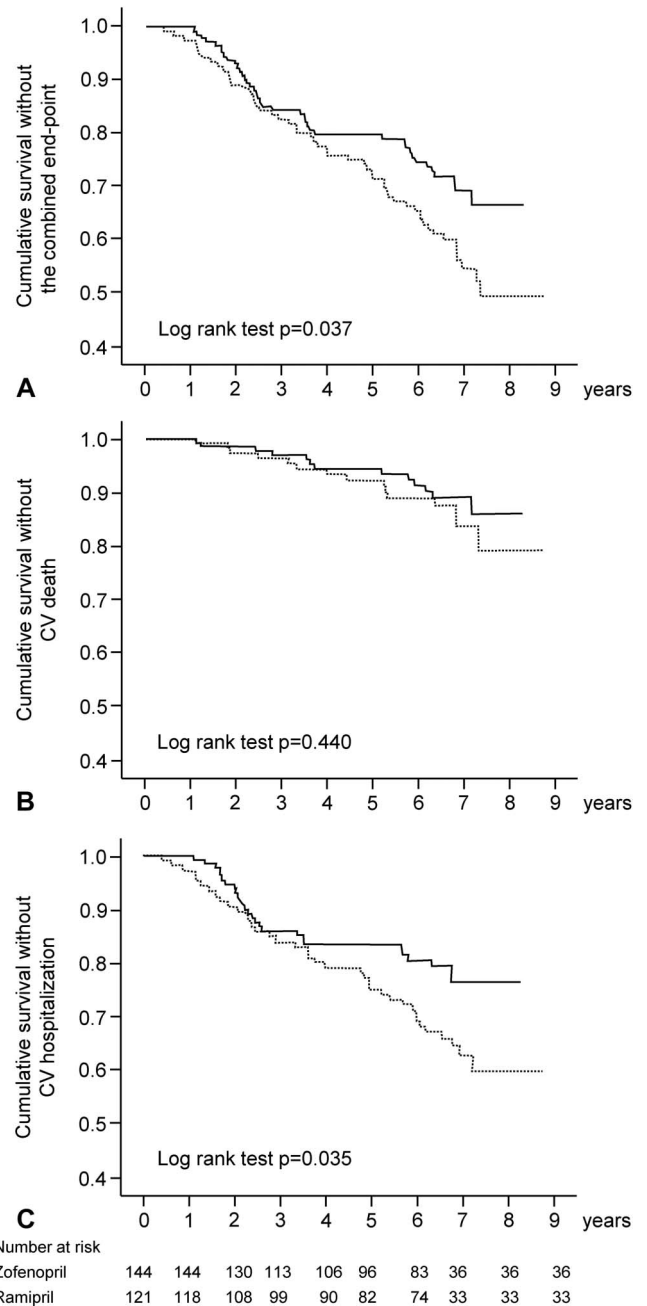 1.0
0.9
0.8
0.7
0.6
0.5
0.4
Cumulative survival without
the combined end-point
Log rank test p=0.037
A
0 1 2 3 4 5 6 7 8 9 years
1.0
0.9
0.8
0.7
0.6
0.5
0.4
Cumulative survival without
CV death
Log rank test p=0.440
B
0 1 2 3 4 5 6 7 8 9 years
1.0
0.9
0.8
0.7
0.6
0.5
0.4
Cumulative survival without
CV hospitalization
Log rank test p=0.035
C
0 1 2 3 4 5 6 7 8 9 years
Number at risk
Zofenopril 144 144 130 113 106 96 83 36 36 36
Ramipril 121 118 108 99 90 82 74 33 33 33